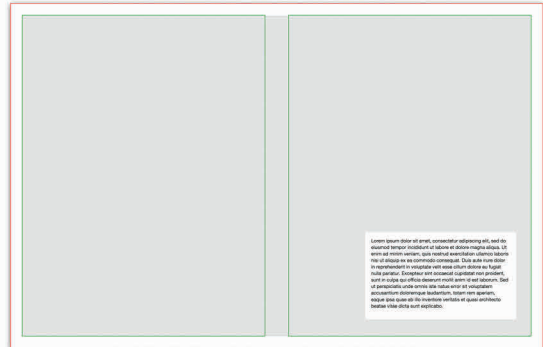 Lorem ipsum dolor sit amet, consectetur adipiscing elit, sed do
eiusmod tempor incididunt ut labore et dolore magna aliqua. Ut
enim ad minim veniam, quis nostrud exercitation ullamco laboris
nisi ut aliquip ex ea commodo consequat. Duis aute irure dolor
in reprehenderit in voluptate velit esse cillum dolore eu fugiat
nulla pariatur. Excepteur sint occaecat cupidatat non proident,
sunt in culpa qui officia deserunt mollit anim id est laborum. Sed
ut perspiciatis unde omnis iste natus error sit voluptatem
accusantium doloremque laudantium, totam rem aperiam,
eaque ipsa quae ab illo inventore veritatis et quasi architecto
beatae vitae dicta sunt explicabo.